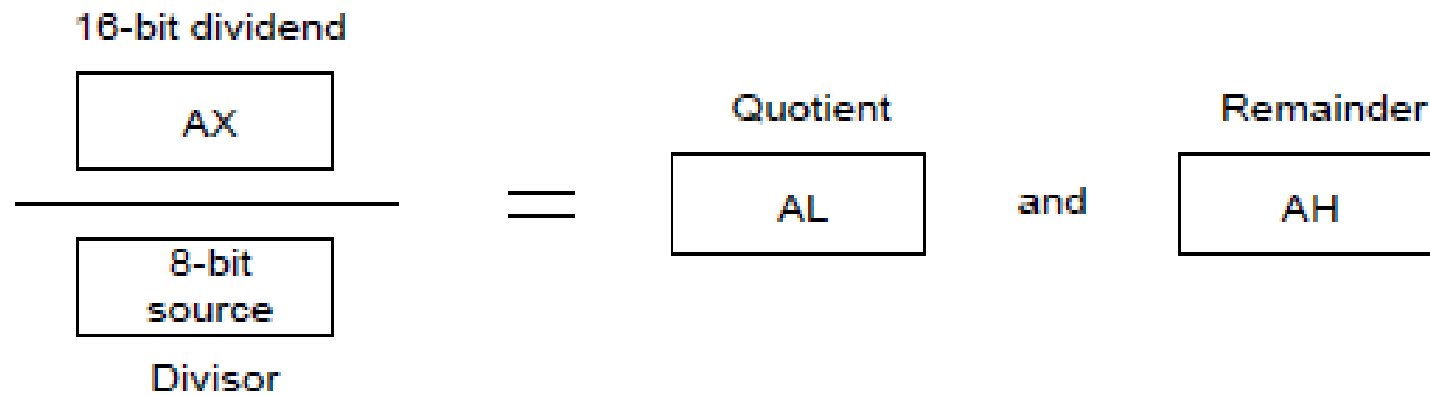 16-bit dividend
AX
8-bit
source
Divisor
Quotient
AL
and
Remainder
AH